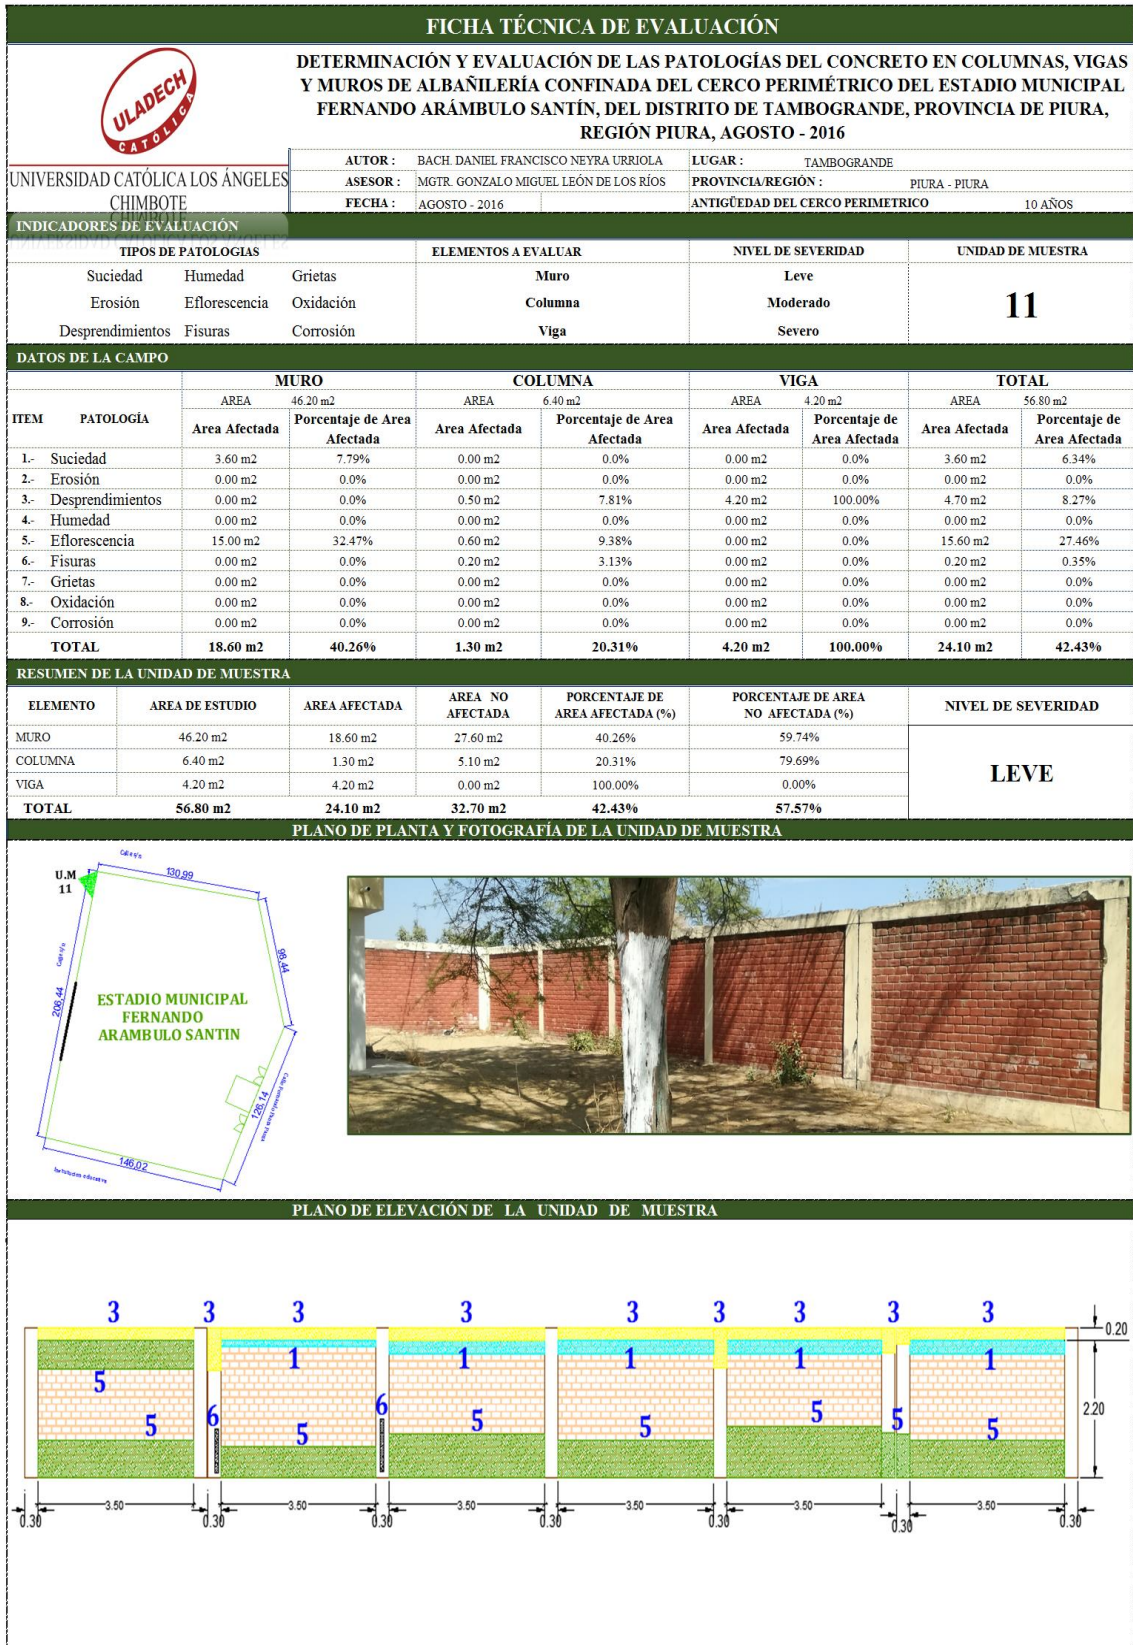 FICHA TÉCNICA DE EVALUACIÓN
ULADECH
CATÓLICA
UNIVERSIDAD CATÓLICA LOS ÁNGELES
CHIMBOTE
DETERMINACIÓN Y EVALUACIÓN DE LAS PATOLOGÍAS DEL CONCRETO EN COLUMNAS, VIGAS
Y MUROS DE ALBAÑILERÍA CONFINADA DEL CERCO PERIMÉTRICO DEL ESTADIO MUNICIPAL
FERNANDO ARÁMBULO SANTÍN, DEL DISTRITO DE TAMBOGRANDE, PROVINCIA DE PIURA,
REGIÓN PIURA, AGOSTO - 2016
AUTOR : BACH. DANIEL FRANCISCO NEYRA URRIOLA LUGAR : TAMBOGRANDE
ASESOR : MGTR. GONZALO MIGUEL LEÓN DE LOS RÍOS PROVINCIA/REGIÓN : PIURA - PIURA
FECHA : AGOSTO - 2016 ANTIGÜEDAD DEL CERCO PERIMETRICO 10 AÑOS
INDICADORES DE EVALUACIÓN
TIPOS DE PATOLOGIAS ELEMENTOS A EVALUAR NIVEL DE SEVERIDAD UNIDAD DE MUESTRA
Suciedad Humedad Grietas Muro Leve
Erosión Eflorescencia Oxidación Columna Moderado 11
Desprendimientos Fisuras Corrosión Viga Severo
DATOS DE LA CAMPO
MURO COLUMNA VIGA TOTAL
AREA 46.20 m2 AREA 6.40 m2 AREA 4.20 m2 AREA 56.80 m2
ITEM PATOLOGÍA Area Afectada Porcentaje de Area Afectada Area Afectada Porcentaje de Area Afectada Area Afectada Porcentaje de Area Afectada Area Afectada Porcentaje de Area Afectada
1.- Suciedad 3.60 m2 7.79% 0.00 m2 0.0% 0.00 m2 0.0% 3.60 m2 6.34%
2.- Erosión 0.00 m2 0.0% 0.00 m2 0.0% 0.00 m2 0.0% 0.00 m2 0.0%
3.- Desprendimientos 0.00 m2 0.0% 0.50 m2 7.81% 4.20 m2 100.00% 4.70 m2 8.27%
4.- Humedad 0.00 m2 0.0% 0.00 m2 0.0% 0.00 m2 0.0% 0.00 m2 0.0%
5.- Eflorescencia 15.00 m2 32.47% 0.60 m2 9.38% 0.00 m2 0.0% 15.60 m2 27.46%
6.- Fisuras 0.00 m2 0.0% 0.20 m2 3.13% 0.00 m2 0.0% 0.20 m2 0.35%
7.- Grietas 0.00 m2 0.0% 0.00 m2 0.0% 0.00 m2 0.0% 0.00 m2 0.0%
8.- Oxidación 0.00 m2 0.0% 0.00 m2 0.0% 0.00 m2 0.0% 0.00 m2 0.0%
9.- Corrosión 0.00 m2 0.0% 0.00 m2 0.0% 0.00 m2 0.0% 0.00 m2 0.0%
TOTAL 18.60 m2 40.26% 1.30 m2 20.31% 4.20 m2 100.00% 24.10 m2 42.43%
RESUMEN DE LA UNIDAD DE MUESTRA
ELEMENTO AREA DE ESTUDIO AREA AFECTADA AREA NO AFECTADA PORCENTAJE DE AREA AFECTADA (%) PORCENTAJE DE AREA NO AFECTADA (%) NIVEL DE SEVERIDAD
MURO 46.20 m2 18.60 m2 27.60 m2 40.26% 59.74%
COLUMNA 6.40 m2 1.30 m2 5.10 m2 20.31% 79.69% LEVE
VIGA 4.20 m2 4.20 m2 0.00 m2 100.00% 0.00%
TOTAL 56.80 m2 24.10 m2 32.70 m2 42.43% 57.57%
PLANO DE PLANTA Y FOTOGRAFÍA DE LA UNIDAD DE MUESTRA
U.M
11
130,99
98,44
206,44
ESTADIO MUNICIPAL
FERNANDO
ARAMBULO SANTIN
126,14
146,02
PLANO DE ELEVACIÓN DE LA UNIDAD DE MUESTRA
3 3 3 3 3 3 3 3 3
0.20
1 1 1 1 1
5
6 6
2.20
5 5 5 5 5 5 5
3.50 3.50 3.50 3.50 3.50 3.50
0.30 0.30 0.30 0.30 0.30 0.30 0.30